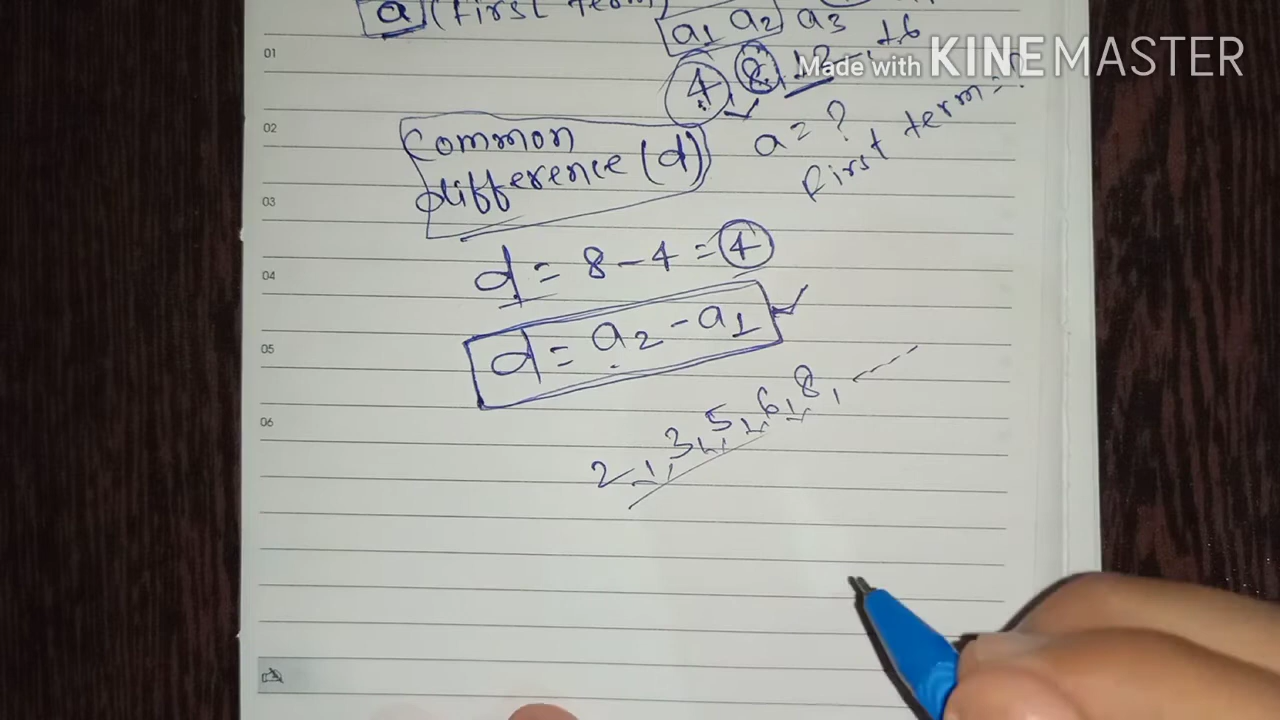 a (first term)
a1 a2 a3
4, 8, 12, 16
Made with KINEMASTER
01
02
03
04
05
06
common
difference (d)
a = ?
first term = ?
d = 8 - 4 = 4
d = a2 - a1
2, 3, 5, 6, 8, ---